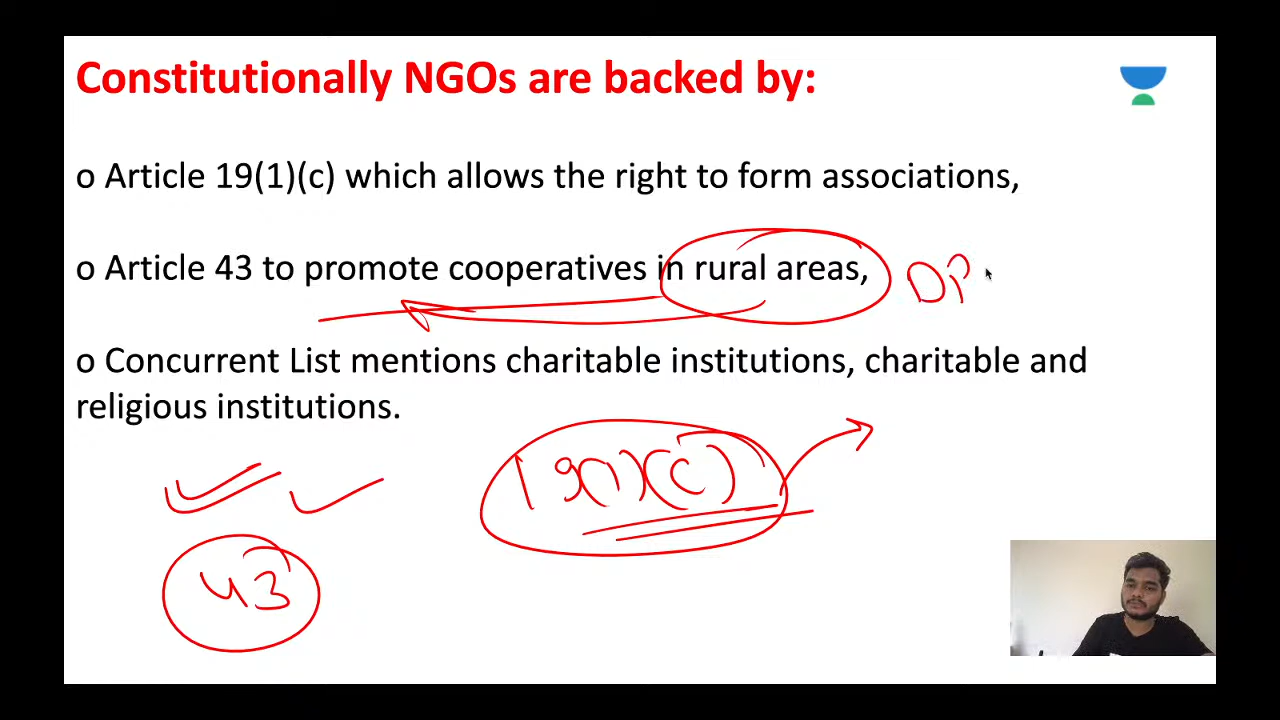 Constitutionally NGOs are backed by:
o Article 19(1)(c) which allows the right to form associations,
o Article 43 to promote cooperatives in rural areas,
DP
o Concurrent List mentions charitable institutions, charitable and
religious institutions.
19(1)(c)
43